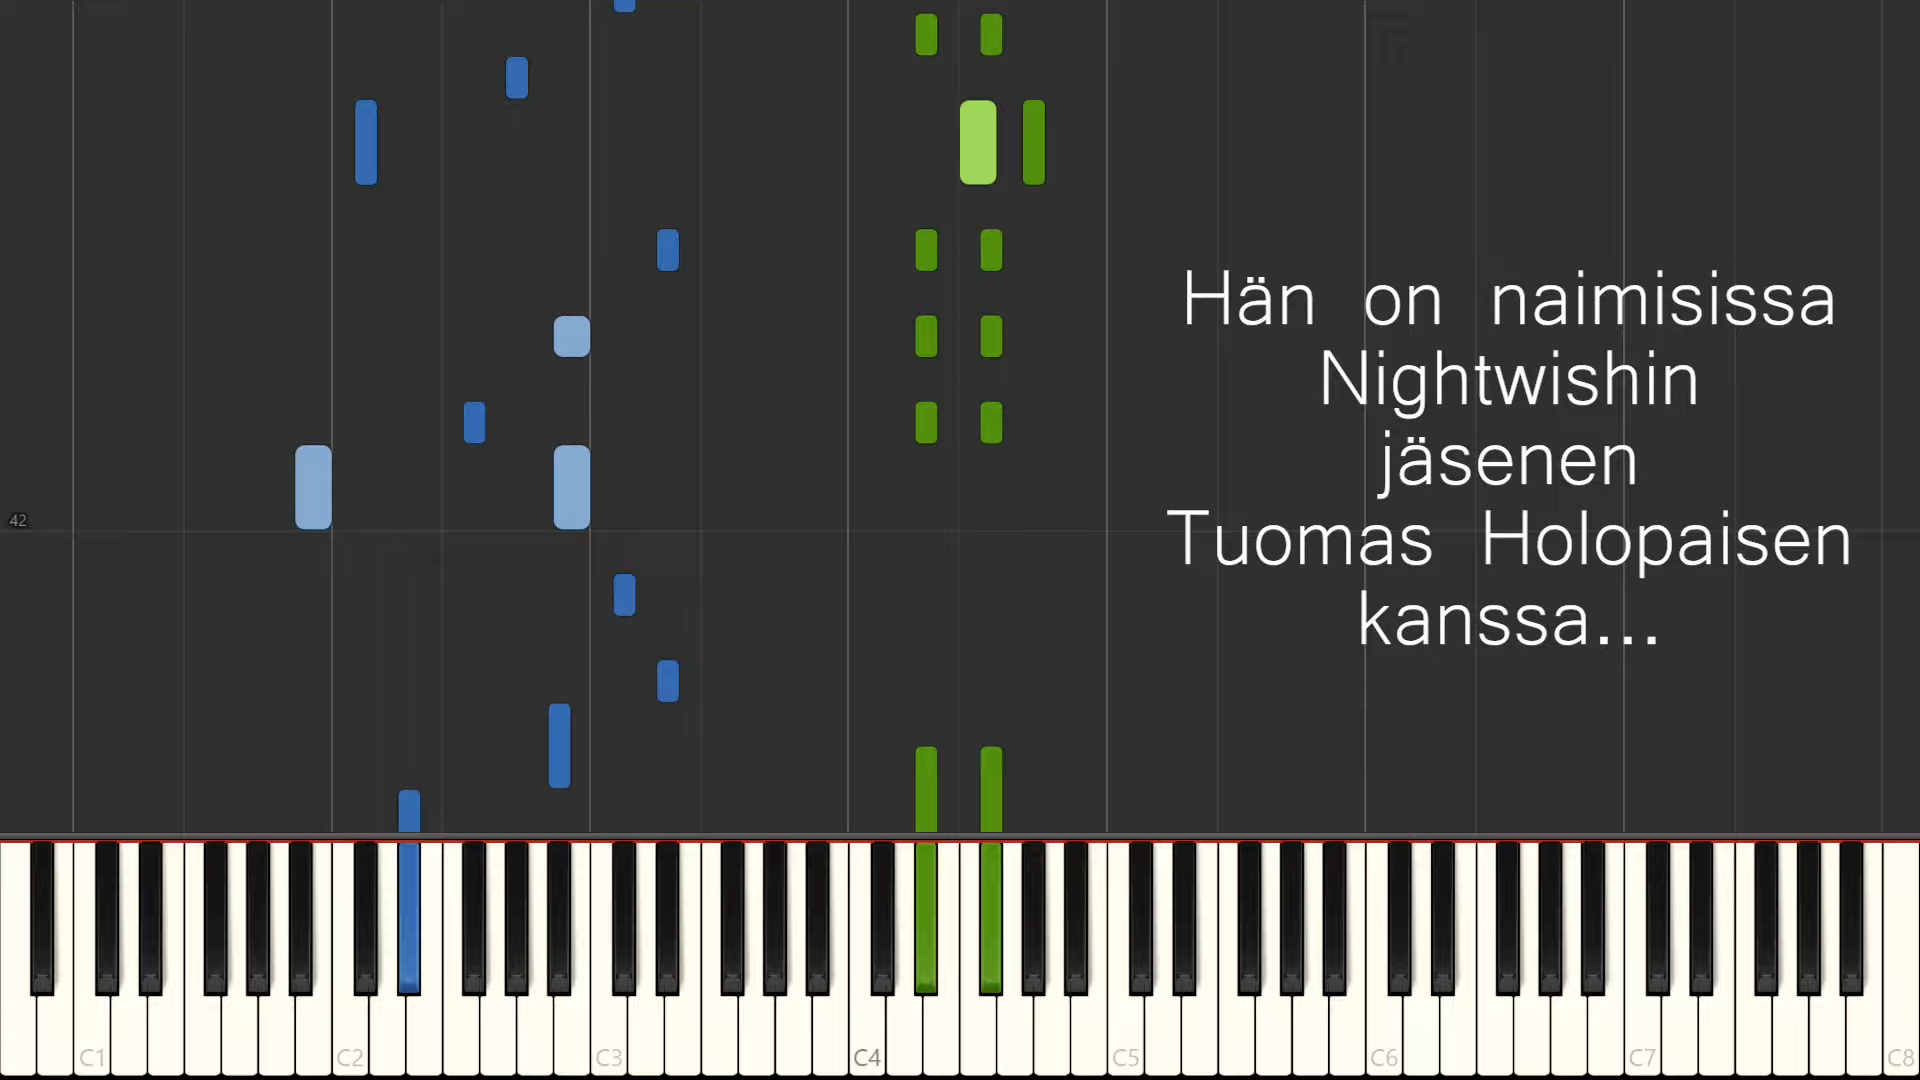 Hän on naimisissa
Nightwishin
jäsenen
Tuomas Holopaisen
kanssa...
42
C1
C2
C3
C4
C5
C6
C7
C8